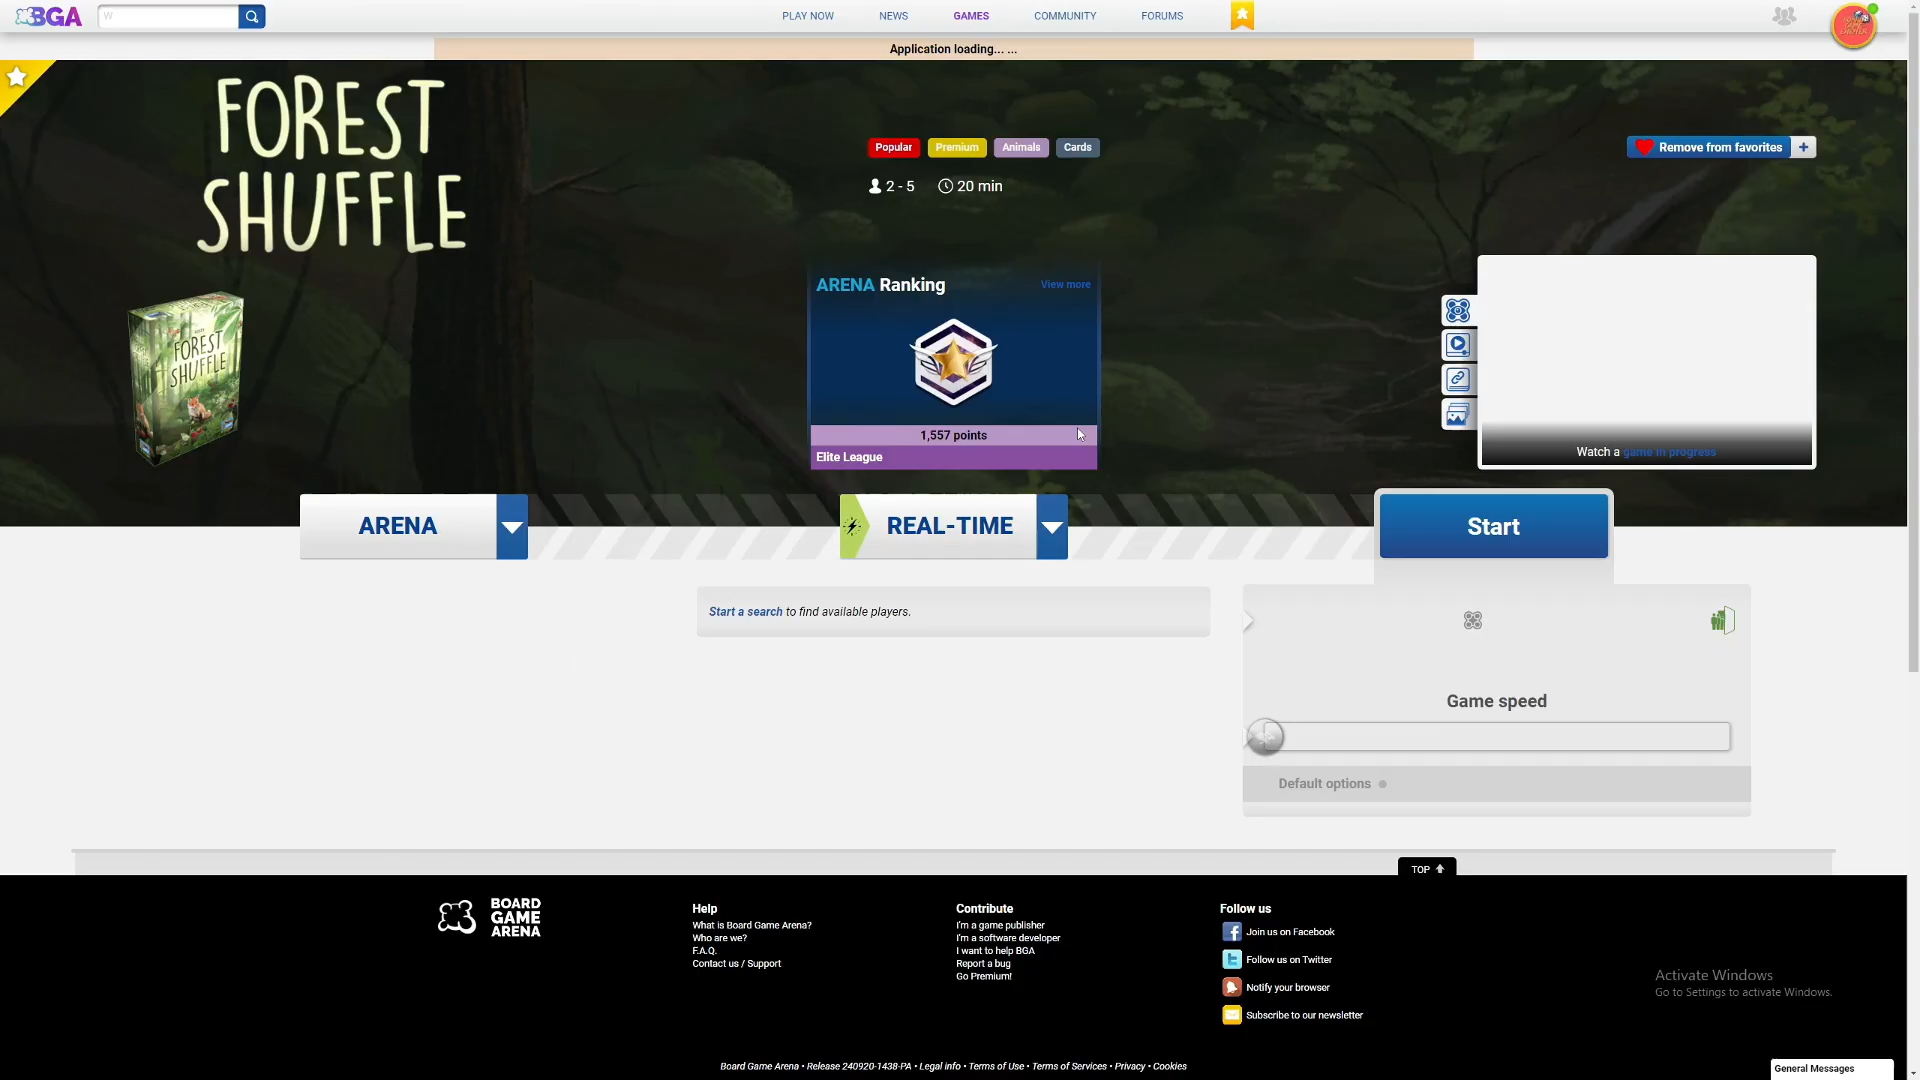 BGA
W
PLAY NOW
NEWS
GAMES
COMMUNITY
FORUMS
Application loading... ...
FOREST
SHUFFLE
Popular
Premium
Animals
Cards
2 - 5
20 min
Remove from favorites
+
FOREST
SHUFFLE
ARENA Ranking
View more
1,557 points
Elite League
Watch a game in progress
ARENA
REAL-TIME
Start
Start a search to find available players.
Game speed
Default options
TOP
BOARD
GAME
ARENA
Help
What is Board Game Arena?
Who are we?
F.A.Q.
Contact us / Support
Contribute
I'm a game publisher
I'm a software developer
I want to help BGA
Report a bug
Go Premium!
Follow us
Join us on Facebook
Follow us on Twitter
Notify your browser
Subscribe to our newsletter
Activate Windows
Go to Settings to activate Windows.
Board Game Arena • Release 240920-1438-PA • Legal info • Terms of Use • Terms of Services • Privacy • Cookies
General Messages